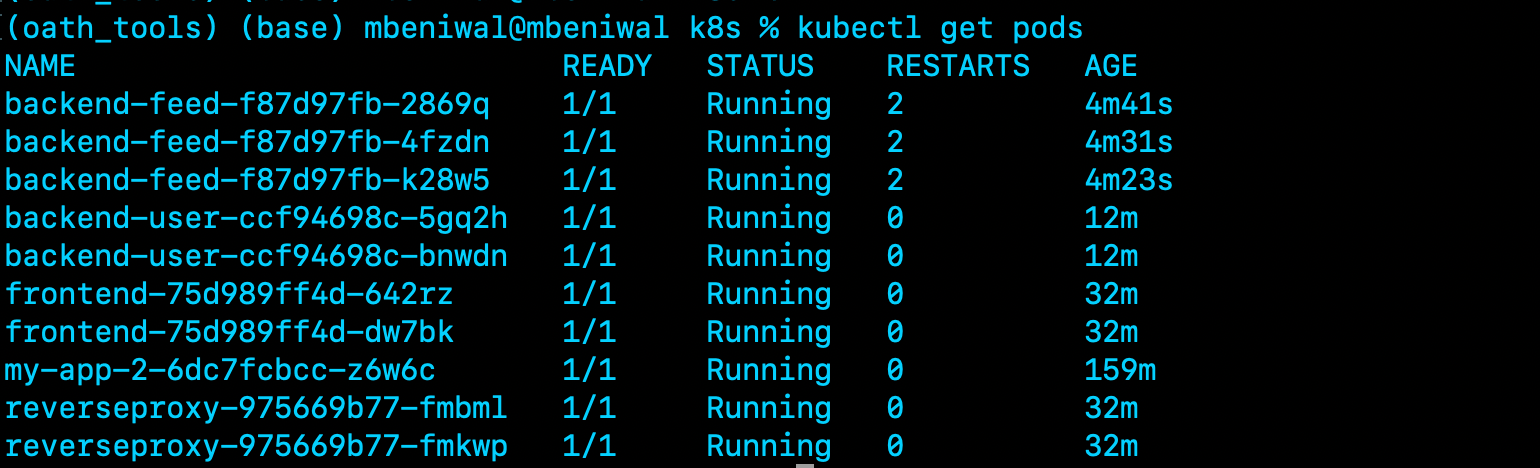 (oath_tools) (base) mbeniwal@mbeniwal k8s % kubectl get pods
NAME READY STATUS RESTARTS AGE
backend-feed-f87d97fb-2869q 1/1 Running 2 4m41s
backend-feed-f87d97fb-4fzdn 1/1 Running 2 4m31s
backend-feed-f87d97fb-k28w5 1/1 Running 2 4m23s
backend-user-ccf94698c-5gq2h 1/1 Running 0 12m
backend-user-ccf94698c-bnwdn 1/1 Running 0 12m
frontend-75d989ff4d-642rz 1/1 Running 0 32m
frontend-75d989ff4d-dw7bk 1/1 Running 0 32m
my-app-2-6dc7fcbcc-z6w6c 1/1 Running 0 159m
reverseproxy-975669b77-fmbml 1/1 Running 0 32m
reverseproxy-975669b77-fmkwp 1/1 Running 0 32m